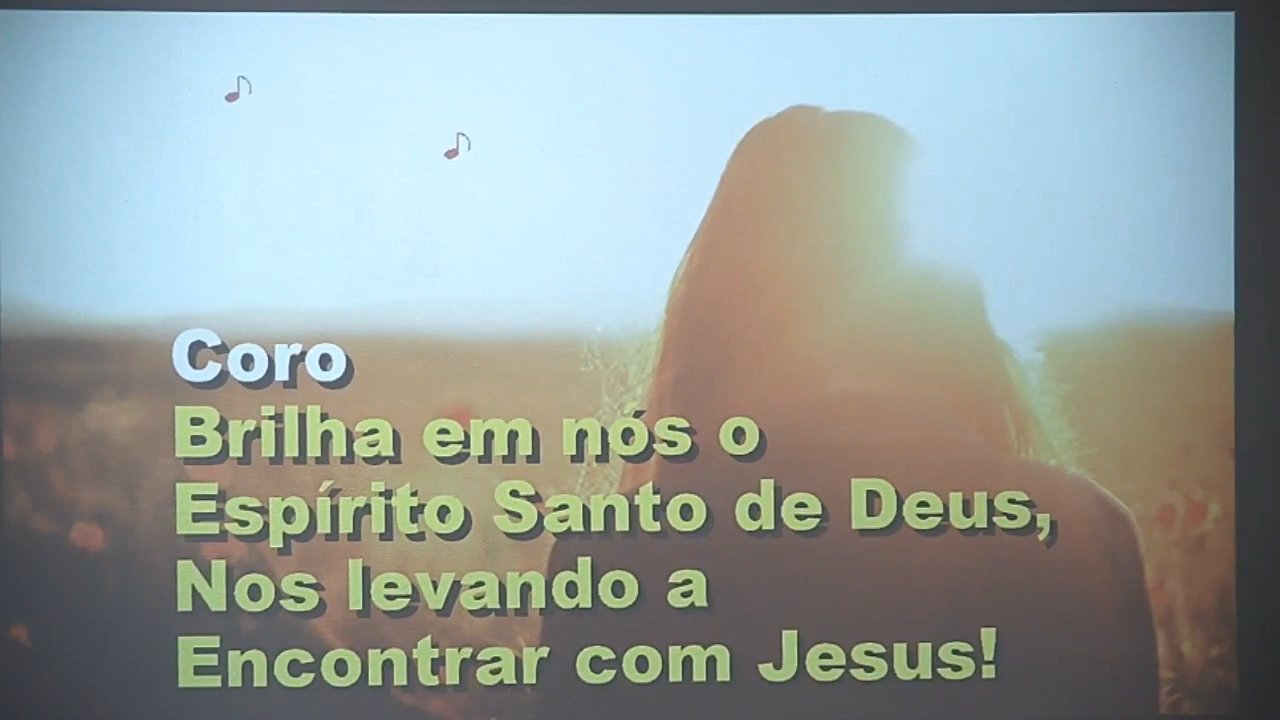 Coro
Brilha em nós o
Espírito Santo de Deus,
Nos levando a
Encontrar com Jesus!